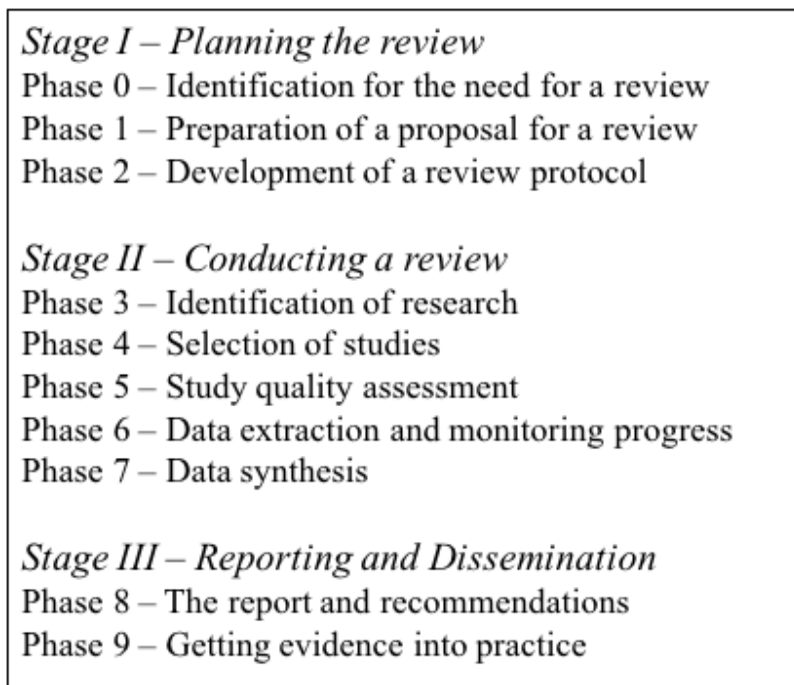 Stage I – Planning the review
Phase 0 – Identification for the need for a review
Phase 1 – Preparation of a proposal for a review
Phase 2 – Development of a review protocol
Stage II – Conducting a review
Phase 3 – Identification of research
Phase 4 – Selection of studies
Phase 5 – Study quality assessment
Phase 6 – Data extraction and monitoring progress
Phase 7 – Data synthesis
Stage III – Reporting and Dissemination
Phase 8 – The report and recommendations
Phase 9 – Getting evidence into practice